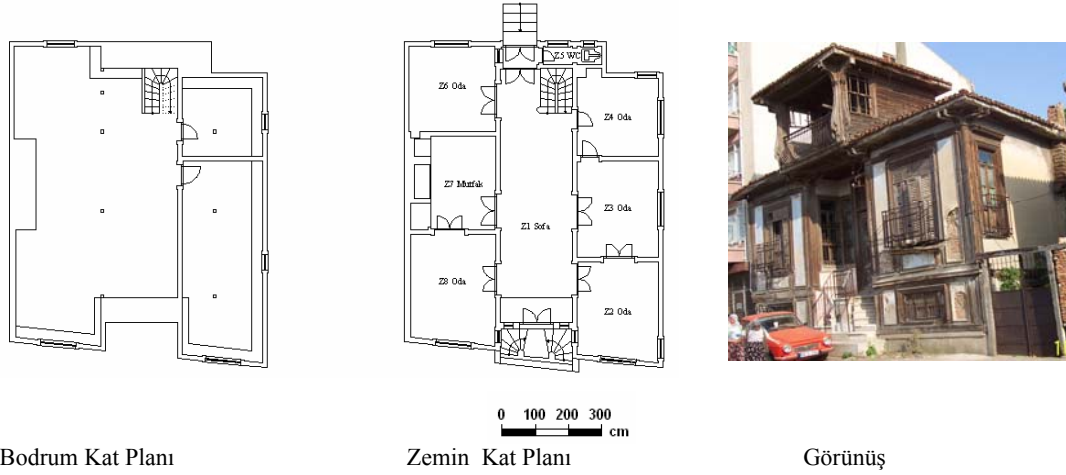 Z5 WC
Z6 Oda
Z4 Oda
Z7 Mutfak
Z3 Oda
Z1 Sofa
Z8 Oda
Z2 Oda
0 100 200 300
cm
Bodrum Kat Planı
Zemin Kat Planı
Görünüş